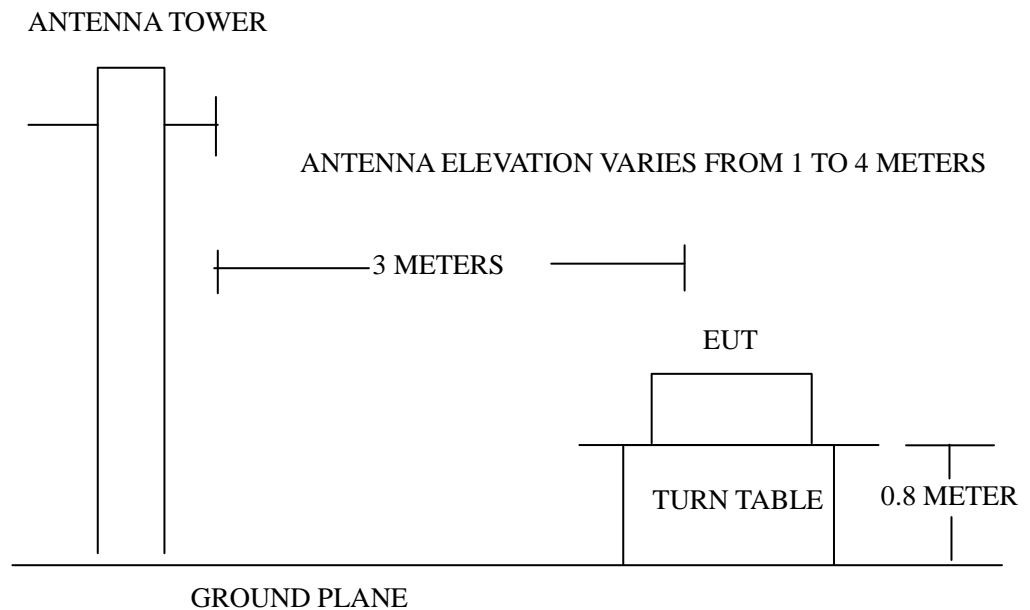 ANTENNA TOWER
ANTENNA ELEVATION VARIES FROM 1 TO 4 METERS
3 METERS
EUT
TURN TABLE
0.8 METER
GROUND PLANE